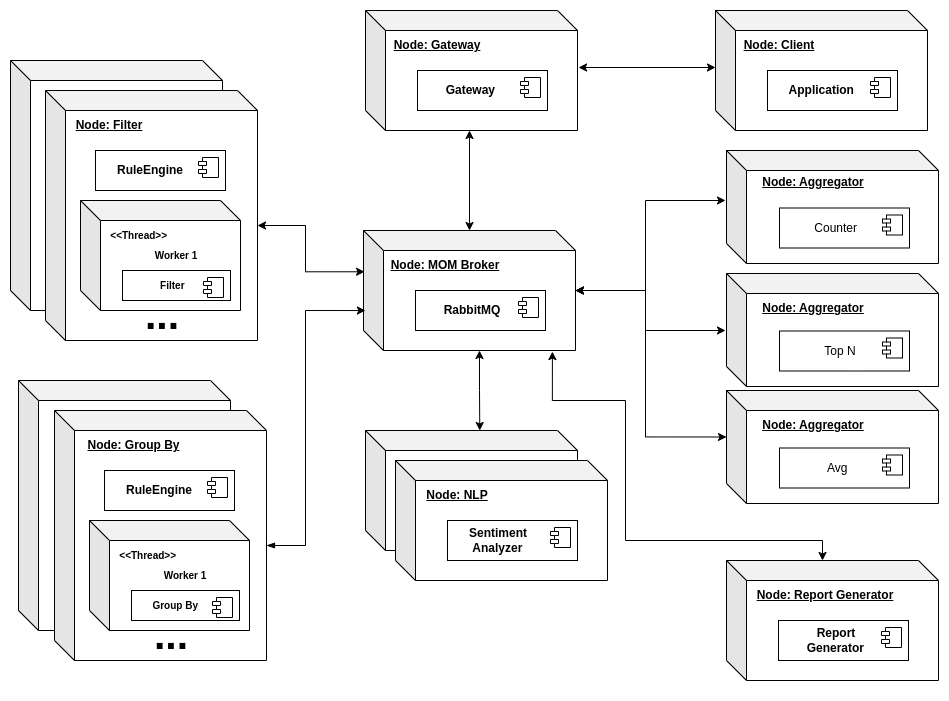 Node: Gateway
Gateway
Node: Client
Application
Node: Filter
RuleEngine
<<Thread>>
Worker 1
Filter
■ ■ ■
Node: Aggregator
Counter
Node: MOM Broker
RabbitMQ
Node: Aggregator
Top N
Node: Aggregator
Avg
Node: Group By
RuleEngine
<<Thread>>
Worker 1
Group By
■ ■ ■
Node: NLP
Sentiment
Analyzer
Node: Report Generator
Report
Generator